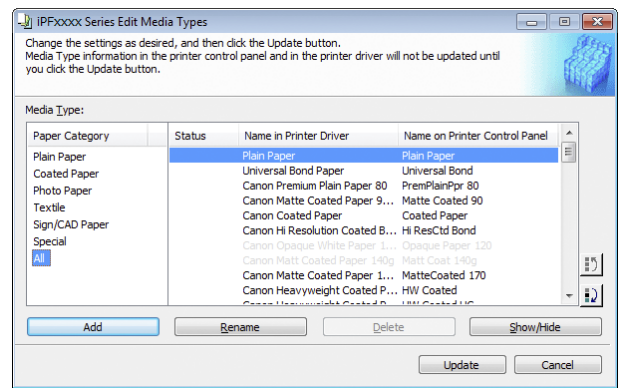 iPFxxxx Series Edit Media Types
Change the settings as desired, and then click the Update button.
Media Type information in the printer control panel and in the printer driver will not be updated until
you click the Update button.
Media Type:
Paper Category Status Name in Printer Driver Name on Printer Control Panel
Plain Paper
Coated Paper
Photo Paper
Textile
Sign/CAD Paper
Special
All
Plain Paper Plain Paper
Universal Bond Paper Universal Bond
Canon Premium Plain Paper 80 PremPlainPpr 80
Canon Matte Coated Paper 9... Matte Coated 90
Canon Coated Paper Coated Paper
Canon Hi Resolution Coated B... Hi ResCtd Bond
Canon Opaque White Paper 1... Opaque Paper 120
Canon Matt Coated Paper 140g Matt Coat 140g
Canon Matte Coated Paper 1... MatteCoated 170
Canon Heavyweight Coated P... HW Coated
Add Rename Delete Show/Hide
Update Cancel